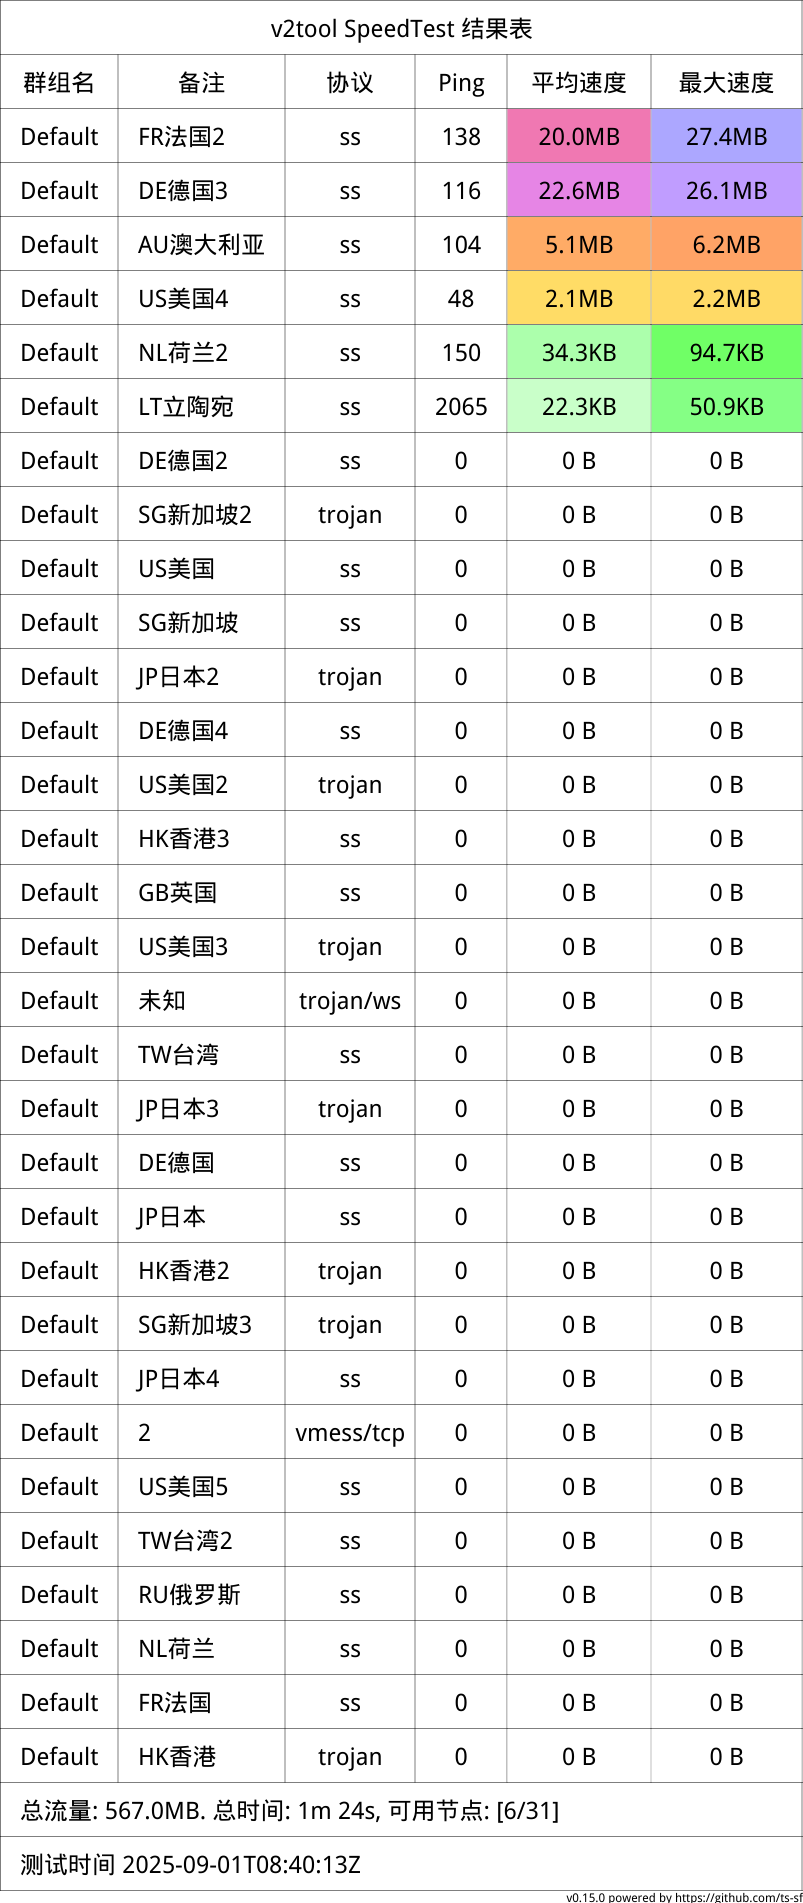 v2tool SpeedTest 结果表
群组名 备注 协议 Ping 平均速度 最大速度
Default FR法国2 ss 138 20.0MB 27.4MB
Default DE德国3 ss 116 22.6MB 26.1MB
Default AU澳大利亚 ss 104 5.1MB 6.2MB
Default US美国4 ss 48 2.1MB 2.2MB
Default NL荷兰2 ss 150 34.3KB 94.7KB
Default LT立陶宛 ss 2065 22.3KB 50.9KB
Default DE德国2 ss 0 0 B 0 B
Default SG新加坡2 trojan 0 0 B 0 B
Default US美国 ss 0 0 B 0 B
Default SG新加坡 ss 0 0 B 0 B
Default JP日本2 trojan 0 0 B 0 B
Default DE德国4 ss 0 0 B 0 B
Default US美国2 trojan 0 0 B 0 B
Default HK香港3 ss 0 0 B 0 B
Default GB英国 ss 0 0 B 0 B
Default US美国3 trojan 0 0 B 0 B
Default 未知 trojan/ws 0 0 B 0 B
Default TW台湾 ss 0 0 B 0 B
Default JP日本3 trojan 0 0 B 0 B
Default DE德国 ss 0 0 B 0 B
Default JP日本 ss 0 0 B 0 B
Default HK香港2 trojan 0 0 B 0 B
Default SG新加坡3 trojan 0 0 B 0 B
Default JP日本4 ss 0 0 B 0 B
Default 2 vmess/tcp 0 0 B 0 B
Default US美国5 ss 0 0 B 0 B
Default TW台湾2 ss 0 0 B 0 B
Default RU俄罗斯 ss 0 0 B 0 B
Default NL荷兰 ss 0 0 B 0 B
Default FR法国 ss 0 0 B 0 B
Default HK香港 trojan 0 0 B 0 B
总流量: 567.0MB. 总时间: 1m 24s, 可用节点: [6/31]
测试时间 2025-09-01T08:40:13Z
v0.15.0 powered by https://github.com/ts-sf